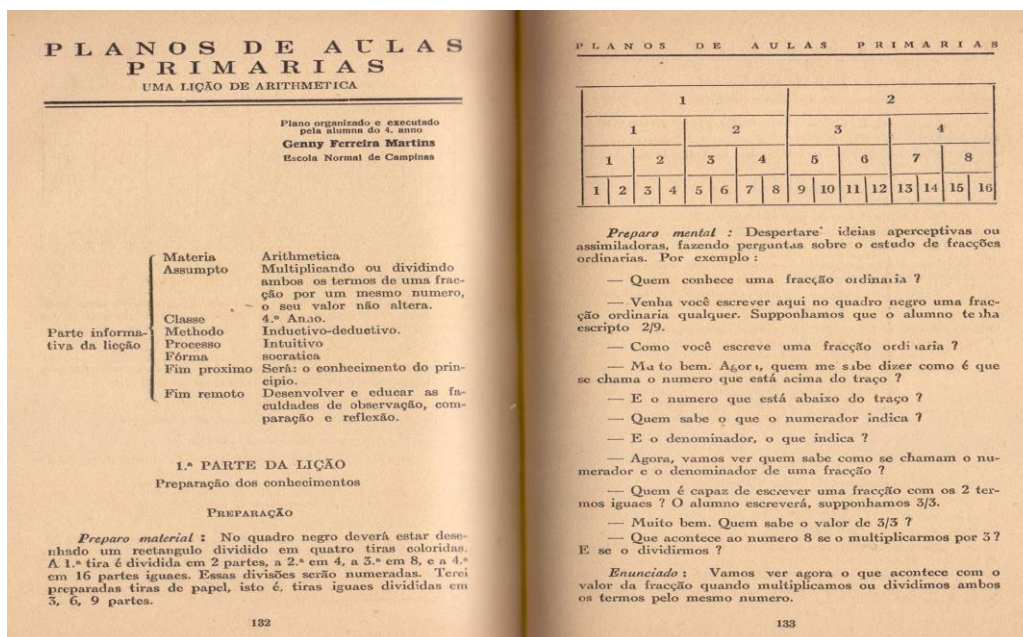 PLANOS DE AULAS
PRIMARIAS
UMA LIÇÃO DE ARITHMETICA
Plano organizado e executado
pela alumna do 4. anno
Genny Ferreira Martins
Escola Normal de Campinas
Parte informa-
tiva da licção
Materia Arithmetica
Assumpto Multiplicando ou dividindo
ambos os termos de uma frac-
ção por um mesmo numero,
o seu valor não altera.
Classe 4.º Anno.
Methodo Inductivo-deductivo.
Processo Intuitivo
Fórma socratica
Fim proximo Será: o conhecimento do prin-
cipio.
Fim remoto Desenvolver e educar as fa-
culdades de observação, com-
paração e reflexão.
1.ª PARTE DA LIÇÃO
Preparação dos conhecimentos
PREPARAÇÃO
Preparo material : No quadro negro deverá estar dese-
nhado um rectangulo dividido em quatro tiras coloridas.
A 1.ª tira é dividida em 2 partes, a 2.ª em 4, a 3.ª em 8, e a 4.ª
em 16 partes iguaes. Essas divisões serão numeradas. Terei
preparadas tiras de papel, isto é, tiras iguaes divididas em
3, 6, 9 partes.
132
PLANOS DE AULAS PRIMARIAS
1 2
1 2 3 4
1 2 3 4 5 6 7 8
1 2 3 4 5 6 7 8 9 10 11 12 13 14 15 16
Preparo mental : Despertare ideias aperceptivas ou
assimiladoras, fazendo perguntas sobre o estudo de fracções
ordinarias. Por exemplo :
— Quem conhece uma fracção ordinaria ?
— Venha você escrever aqui no quadro negro uma frac-
ção ordinaria qualquer. Supponhamos que o alumno tenha
escripto 2/9.
— Como você escreve uma fracção ordinaria ?
— Muito bem. Agora, quem me sabe dizer como é que
se chama o numero que está acima do traço ?
— E o numero que está abaixo do traço ?
— Quem sabe o que o numerador indica ?
— E o denominador, o que indica ?
— Agora, vamos ver quem sabe como se chamam o nu-
merador e o denominador de uma fracção ?
— Quem é capaz de escrever uma fracção com os 2 ter-
mos iguaes ? O alumno escreverá, supponhamos 3/3.
— Muito bem. Quem sabe o valor de 3/3 ?
— Que acontece ao numero 8 se o multiplicarmos por 3 ?
E se o dividirmos ?
Enunciado : Vamos ver agora o que acontece com o
valor da fracção quando multiplicamos ou dividimos ambos
os termos pelo mesmo numero.
133